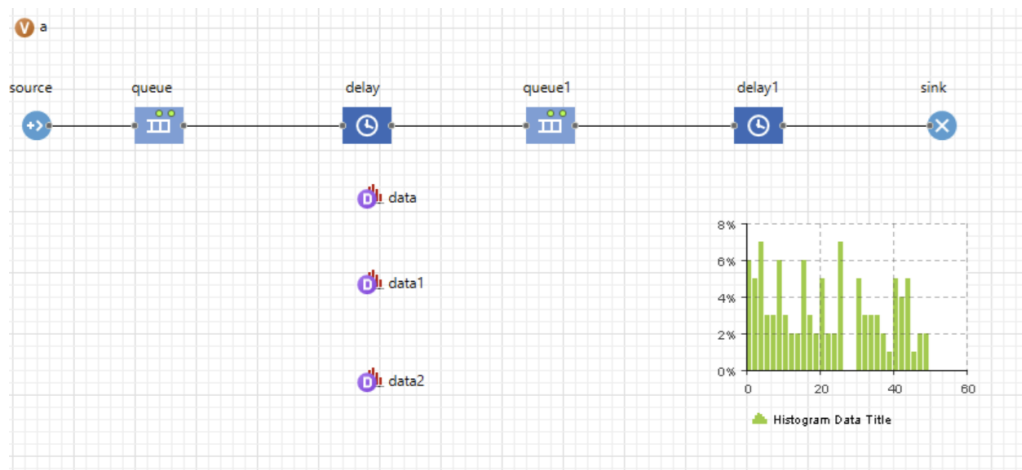 V a
source queue delay queue1 delay1 sink
D data
D data1
D data2
8%
6%
4%
2%
0%
0 20 40 60
Histogram Data Title